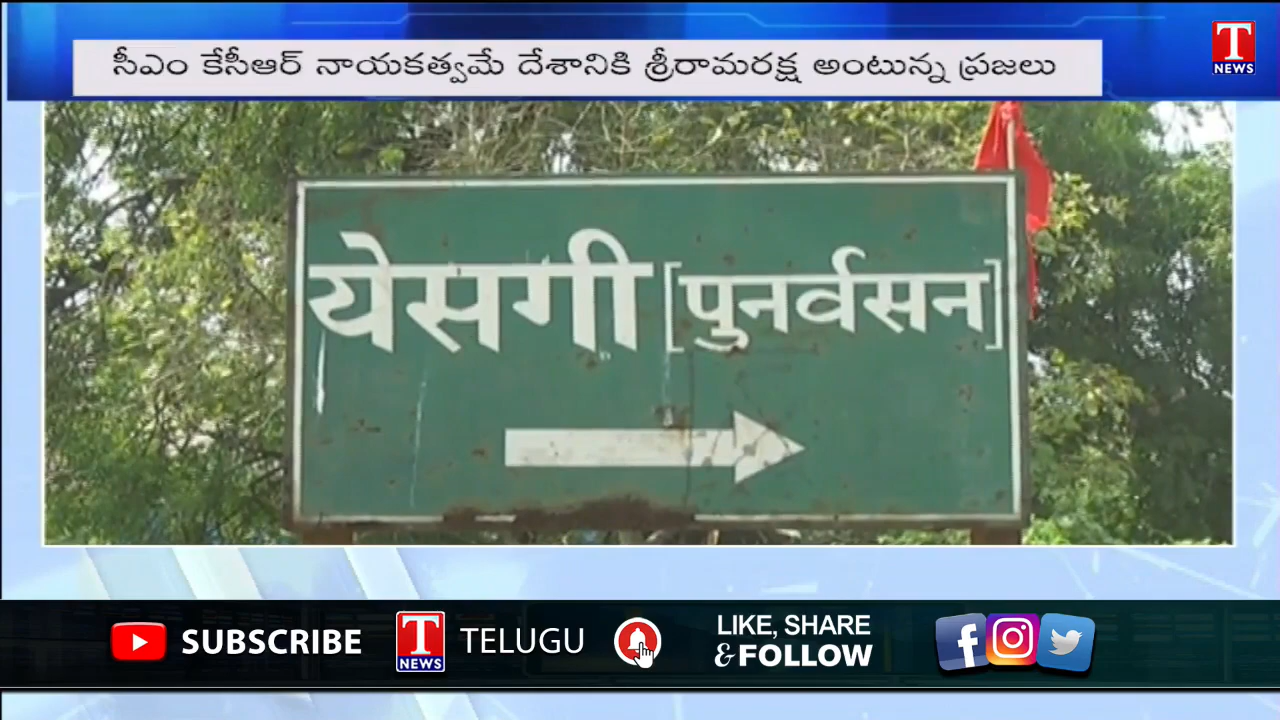 సీఎం కేసీఆర్ నాయకత్వమే దేశానికి శ్రీరామరక్ష అంటున్న ప్రజలు
T
NEWS
येसगी [पुनर्वसन]
SUBSCRIBE
T
NEWS
TELUGU
LIKE, SHARE
& FOLLOW